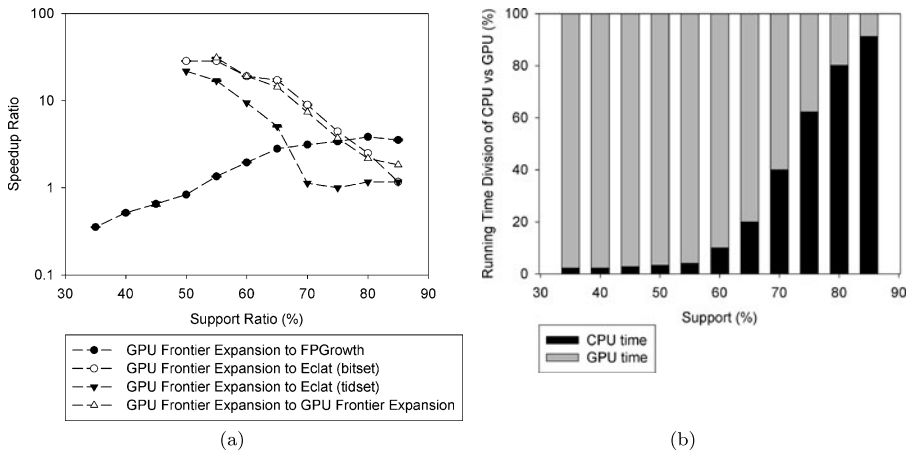 100
10
1
0.1
Speedup Ratio
30 40 50 60 70 80 90
Support Ratio (%)
GPU Frontier Expansion to FPGrowth
GPU Frontier Expansion to Eclat (bitset)
GPU Frontier Expansion to Eclat (tidset)
GPU Frontier Expansion to GPU Frontier Expansion
(a)
100
80
60
40
20
0
Running Time Division of CPU vs GPU (%)
30 40 50 60 70 80 90
Support (%)
CPU time
GPU time
(b)